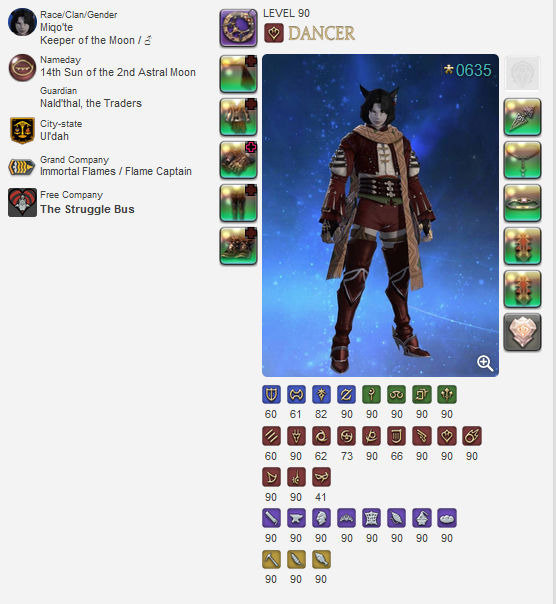 Race/Clan/Gender
Miqo'te
Keeper of the Moon / ♂
Nameday
14th Sun of the 2nd Astral Moon
Guardian
Nald'thal, the Traders
City-state
Ul'dah
Grand Company
Immortal Flames / Flame Captain
Free Company
The Struggle Bus
LEVEL 90
DANCER
*0635
60 61 82 90 90 90 90 90
60 90 62 73 90 66 90 90 90
90 90 41
90 90 90 90 90 90 90 90
90 90 90